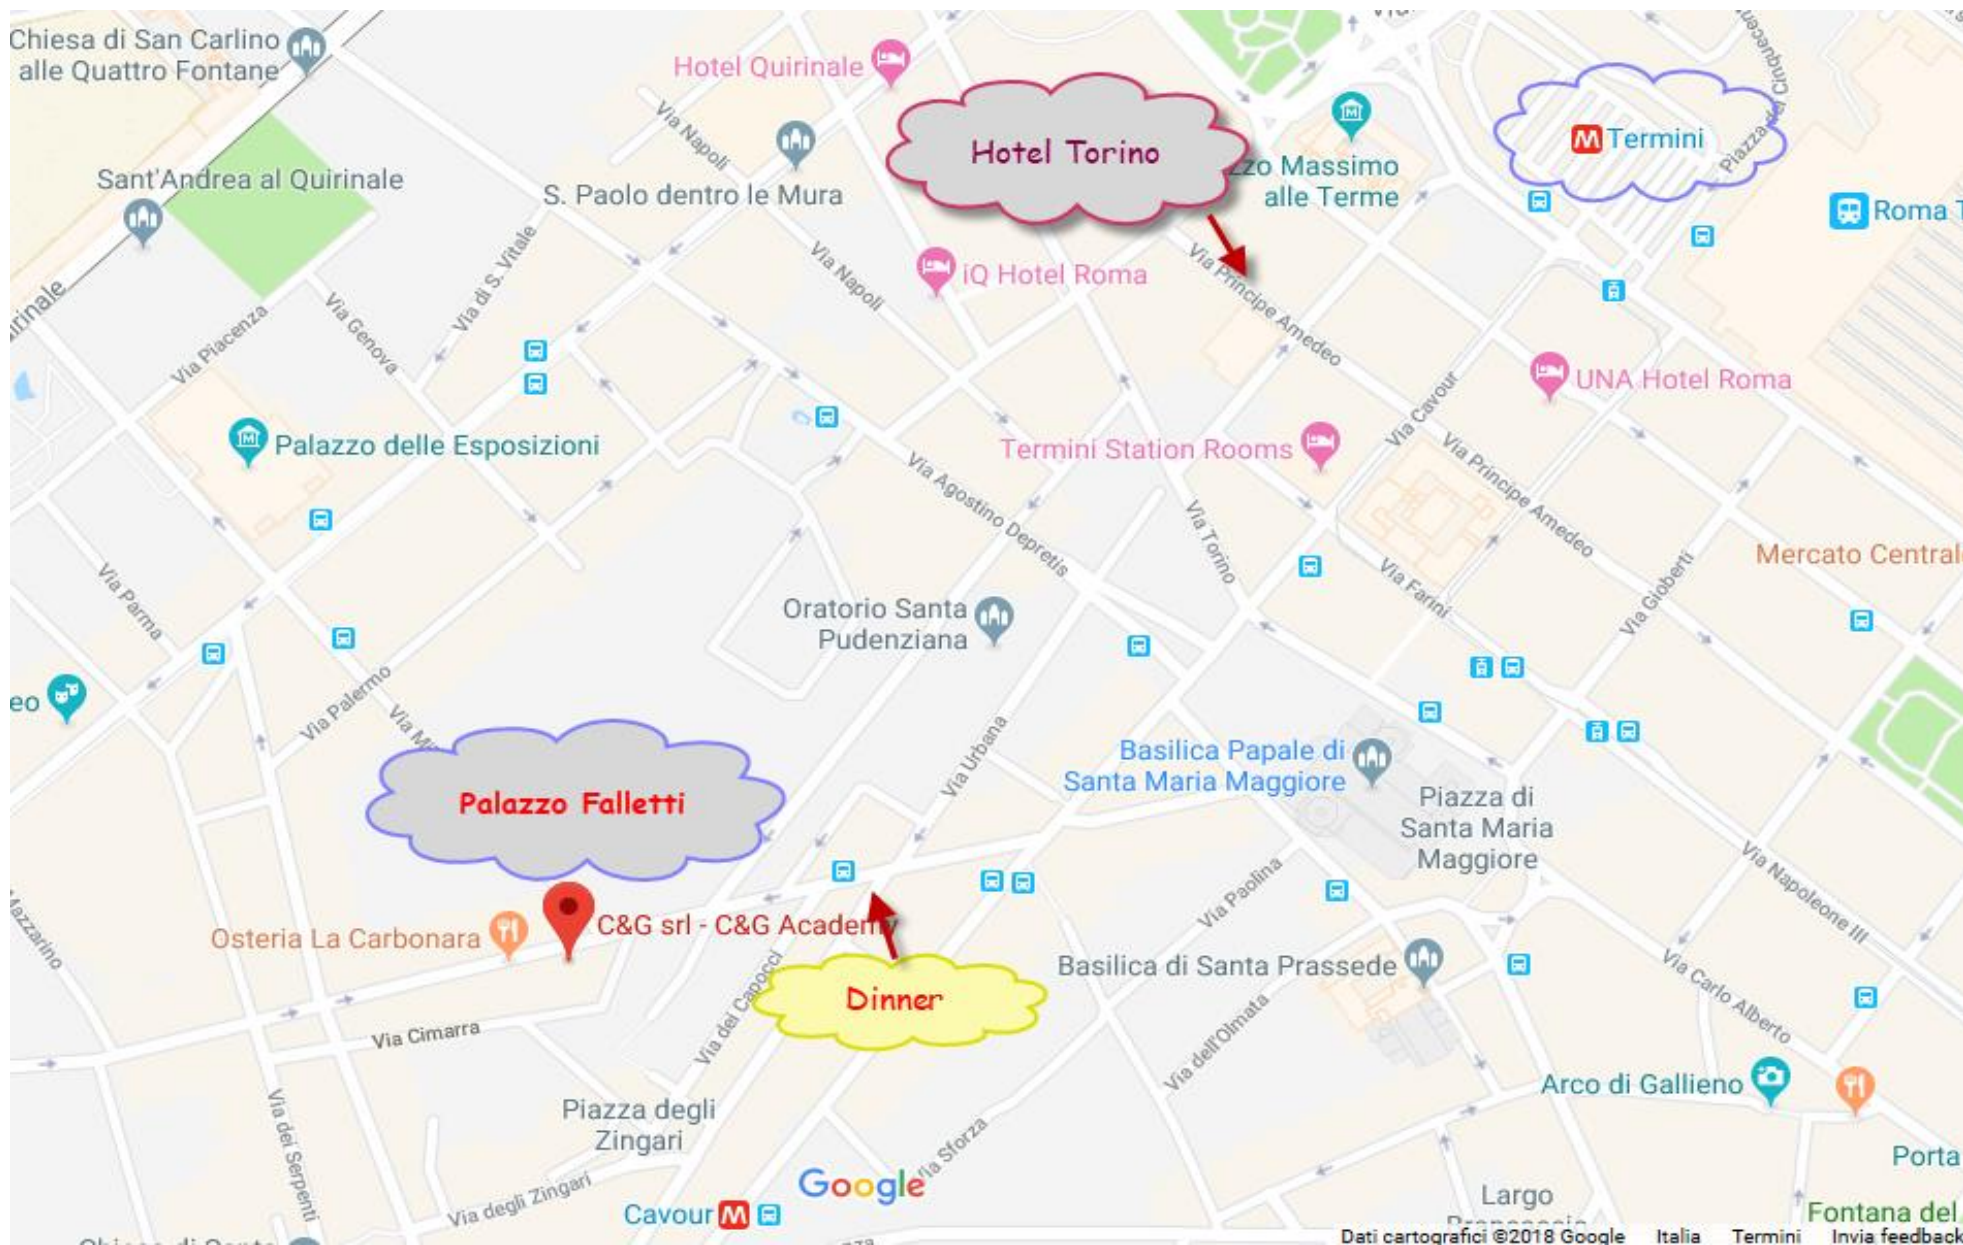 Chiesa di San Carlino
alle Quattro Fontane
Hotel Quirinale
Via Napoli
Hotel Torino
Termini
Piazza dei Cinquecento
Sant'Andrea al Quirinale
S. Paolo dentro le Mura
zzo Massimo
alle Terme
Roma T
Via di S. Vitale
Via Napoli
iQ Hotel Roma
Via Principe Amedeo
irinale
Via Piacenza
Via Genova
UNA Hotel Roma
Via Cavour
Palazzo delle Esposizioni
Termini Station Rooms
Via Agostino Depretis
Via Principe Amedeo
Via Torino
Mercato Central
Via Parma
Via Farini
Via Gioberti
Oratorio Santa
Pudenziana
eo
Via Palermo
Via Mi
Via Urbana
Basilica Papale di
Santa Maria Maggiore
Piazza di
Santa Maria
Maggiore
Palazzo Falletti
Via Napoleone III
Via Paolina
Osteria La Carbonara
C&G srl - C&G Academy
Mazzarino
Basilica di Santa Prassede
Via Carlo Alberto
Dinner
Via dei Capocci
Via Cimarra
Via dell'Olmata
Arco di Gallieno
Piazza degli
Zingari
Via dei Serpenti
Via Sforza
Porta
Via degli Zingari
Google
Cavour
Largo
Fontana del
Dati cartografici ©2018 Google Italia Termini Invia feedback